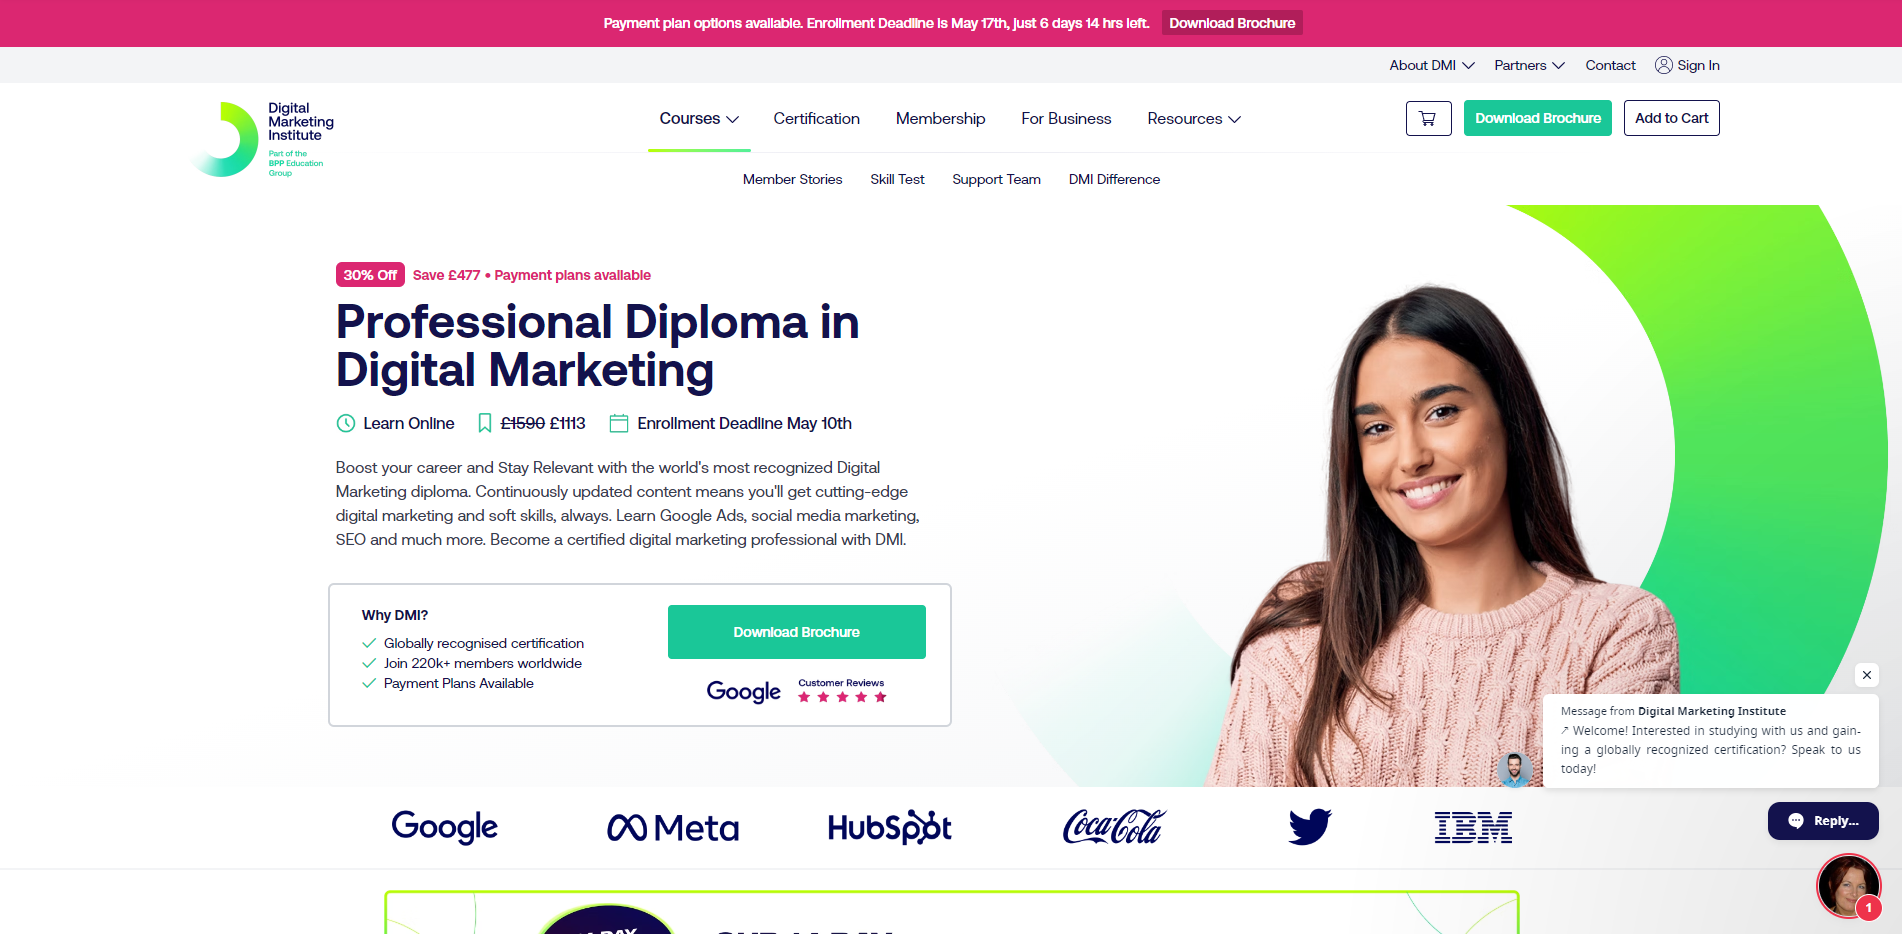 Payment plan options available. Enrollment Deadline is May 17th, just 6 days 14 hrs left. Download Brochure
About DMI Partners Contact Sign In
Digital
Marketing
Institute
Part of the
BPP Education
Group
Courses Certification Membership For Business Resources Download Brochure Add to Cart
Member Stories Skill Test Support Team DMI Difference
30% Off Save £477 • Payment plans available
Professional Diploma in
Digital Marketing
Learn Online £1590 £1113 Enrollment Deadline May 10th
Boost your career and Stay Relevant with the world's most recognized Digital
Marketing diploma. Continuously updated content means you'll get cutting-edge
digital marketing and soft skills, always. Learn Google Ads, social media marketing,
SEO and much more. Become a certified digital marketing professional with DMI.
Why DMI?
Globally recognised certification
Join 220k+ members worldwide
Payment Plans Available
Download Brochure
Google Customer Reviews
Message from Digital Marketing Institute
↗ Welcome! Interested in studying with us and gain-
ing a globally recognized certification? Speak to us
today!
Google Meta HubSpot Coca-Cola IBM
Reply...
1